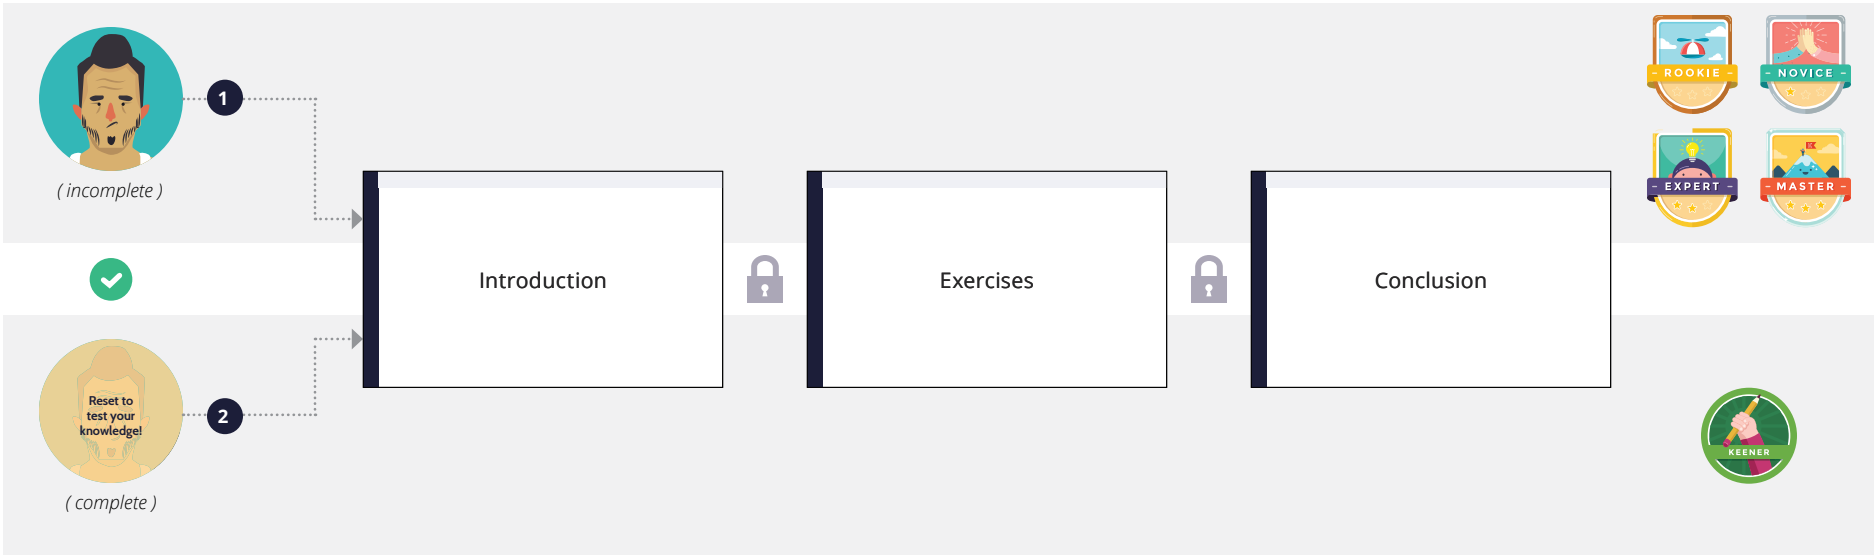 1
( incomplete )
Introduction
Exercises
Conclusion
ROOKIE
NOVICE
EXPERT
MASTER
Reset to
test your
knowledge!
2
( complete )
KEENER